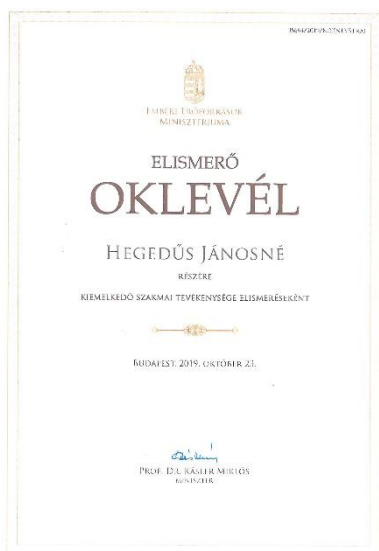 EMBERI ERŐFORRÁSOK
MINISZTÉRIUMA
ELISMERŐ
OKLEVÉL
HEGEDŰS JÁNOSNÉ
RÉSZÉRE
KIEMELKEDŐ SZAKMAI TEVÉKENYSÉGE ELISMERÉSEKÉNT
BUDAPEST, 2019. OKTÓBER 23.
PROF. DR. KÁSLER MIKLÓS
MINISZTER